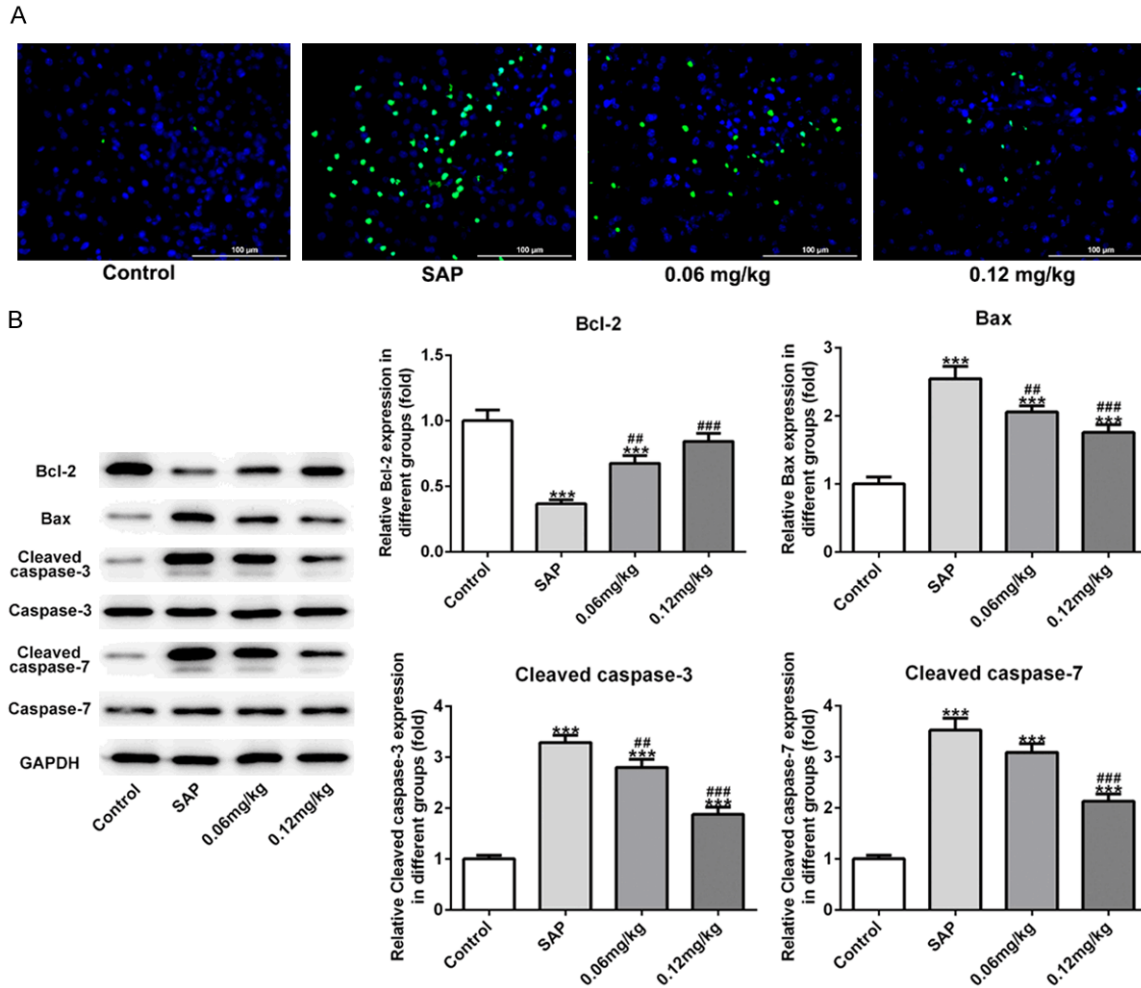 A
100 μm
100 μm
100 μm
100 μm
Control
SAP
0.06 mg/kg
0.12 mg/kg
B
Bcl-2
Bax
Cleaved
caspase-3
Caspase-3
Cleaved
caspase-7
Caspase-7
GAPDH
Control
SAP
0.06mg/kg
0.12mg/kg
Bcl-2
Relative Bcl-2 expression in
different groups (fold)
1.5
1.0
0.5
0.0
***
##
***
###
Control
SAP
0.06mg/kg
0.12mg/kg
Bax
Relative Bax expression in
different groups (fold)
3
2
1
0
***
##
***
###
***
Control
SAP
0.06mg/kg
0.12mg/kg
Cleaved caspase-3
Relative Cleaved caspase-3 expression
in different groups (fold)
4
3
2
1
0
***
##
***
###
***
Control
SAP
0.06mg/kg
0.12mg/kg
Cleaved caspase-7
Relative Cleaved caspase-7 expression
in different groups (fold)
4
3
2
1
0
***
***
###
***
Control
SAP
0.06mg/kg
0.12mg/kg